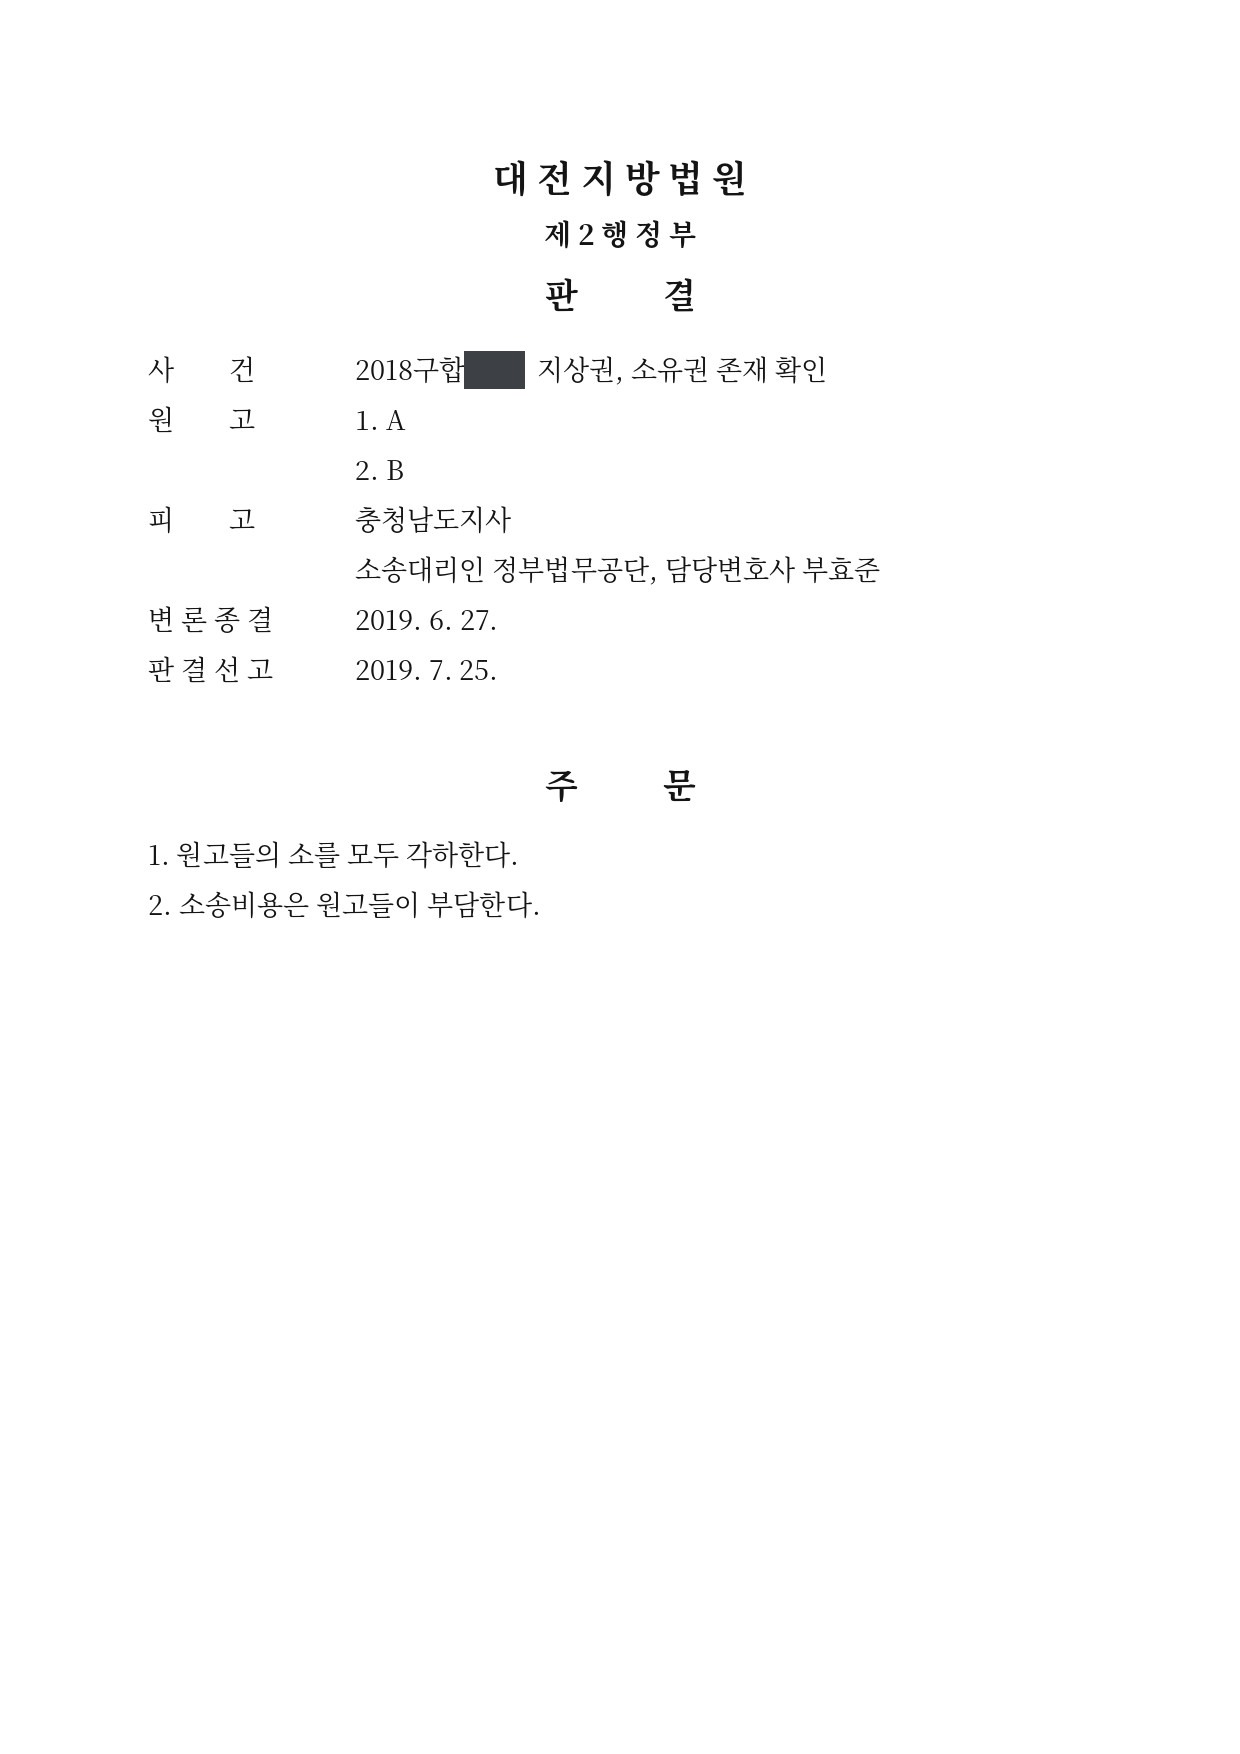 대전지방법원
제2행정부
판 결
사 건 2018구합 지상권, 소유권 존재 확인
원 고 1. A
2. B
피 고 충청남도지사
소송대리인 정부법무공단, 담당변호사 부효준
변론종결 2019. 6. 27.
판결선고 2019. 7. 25.
주 문
1. 원고들의 소를 모두 각하한다.
2. 소송비용은 원고들이 부담한다.